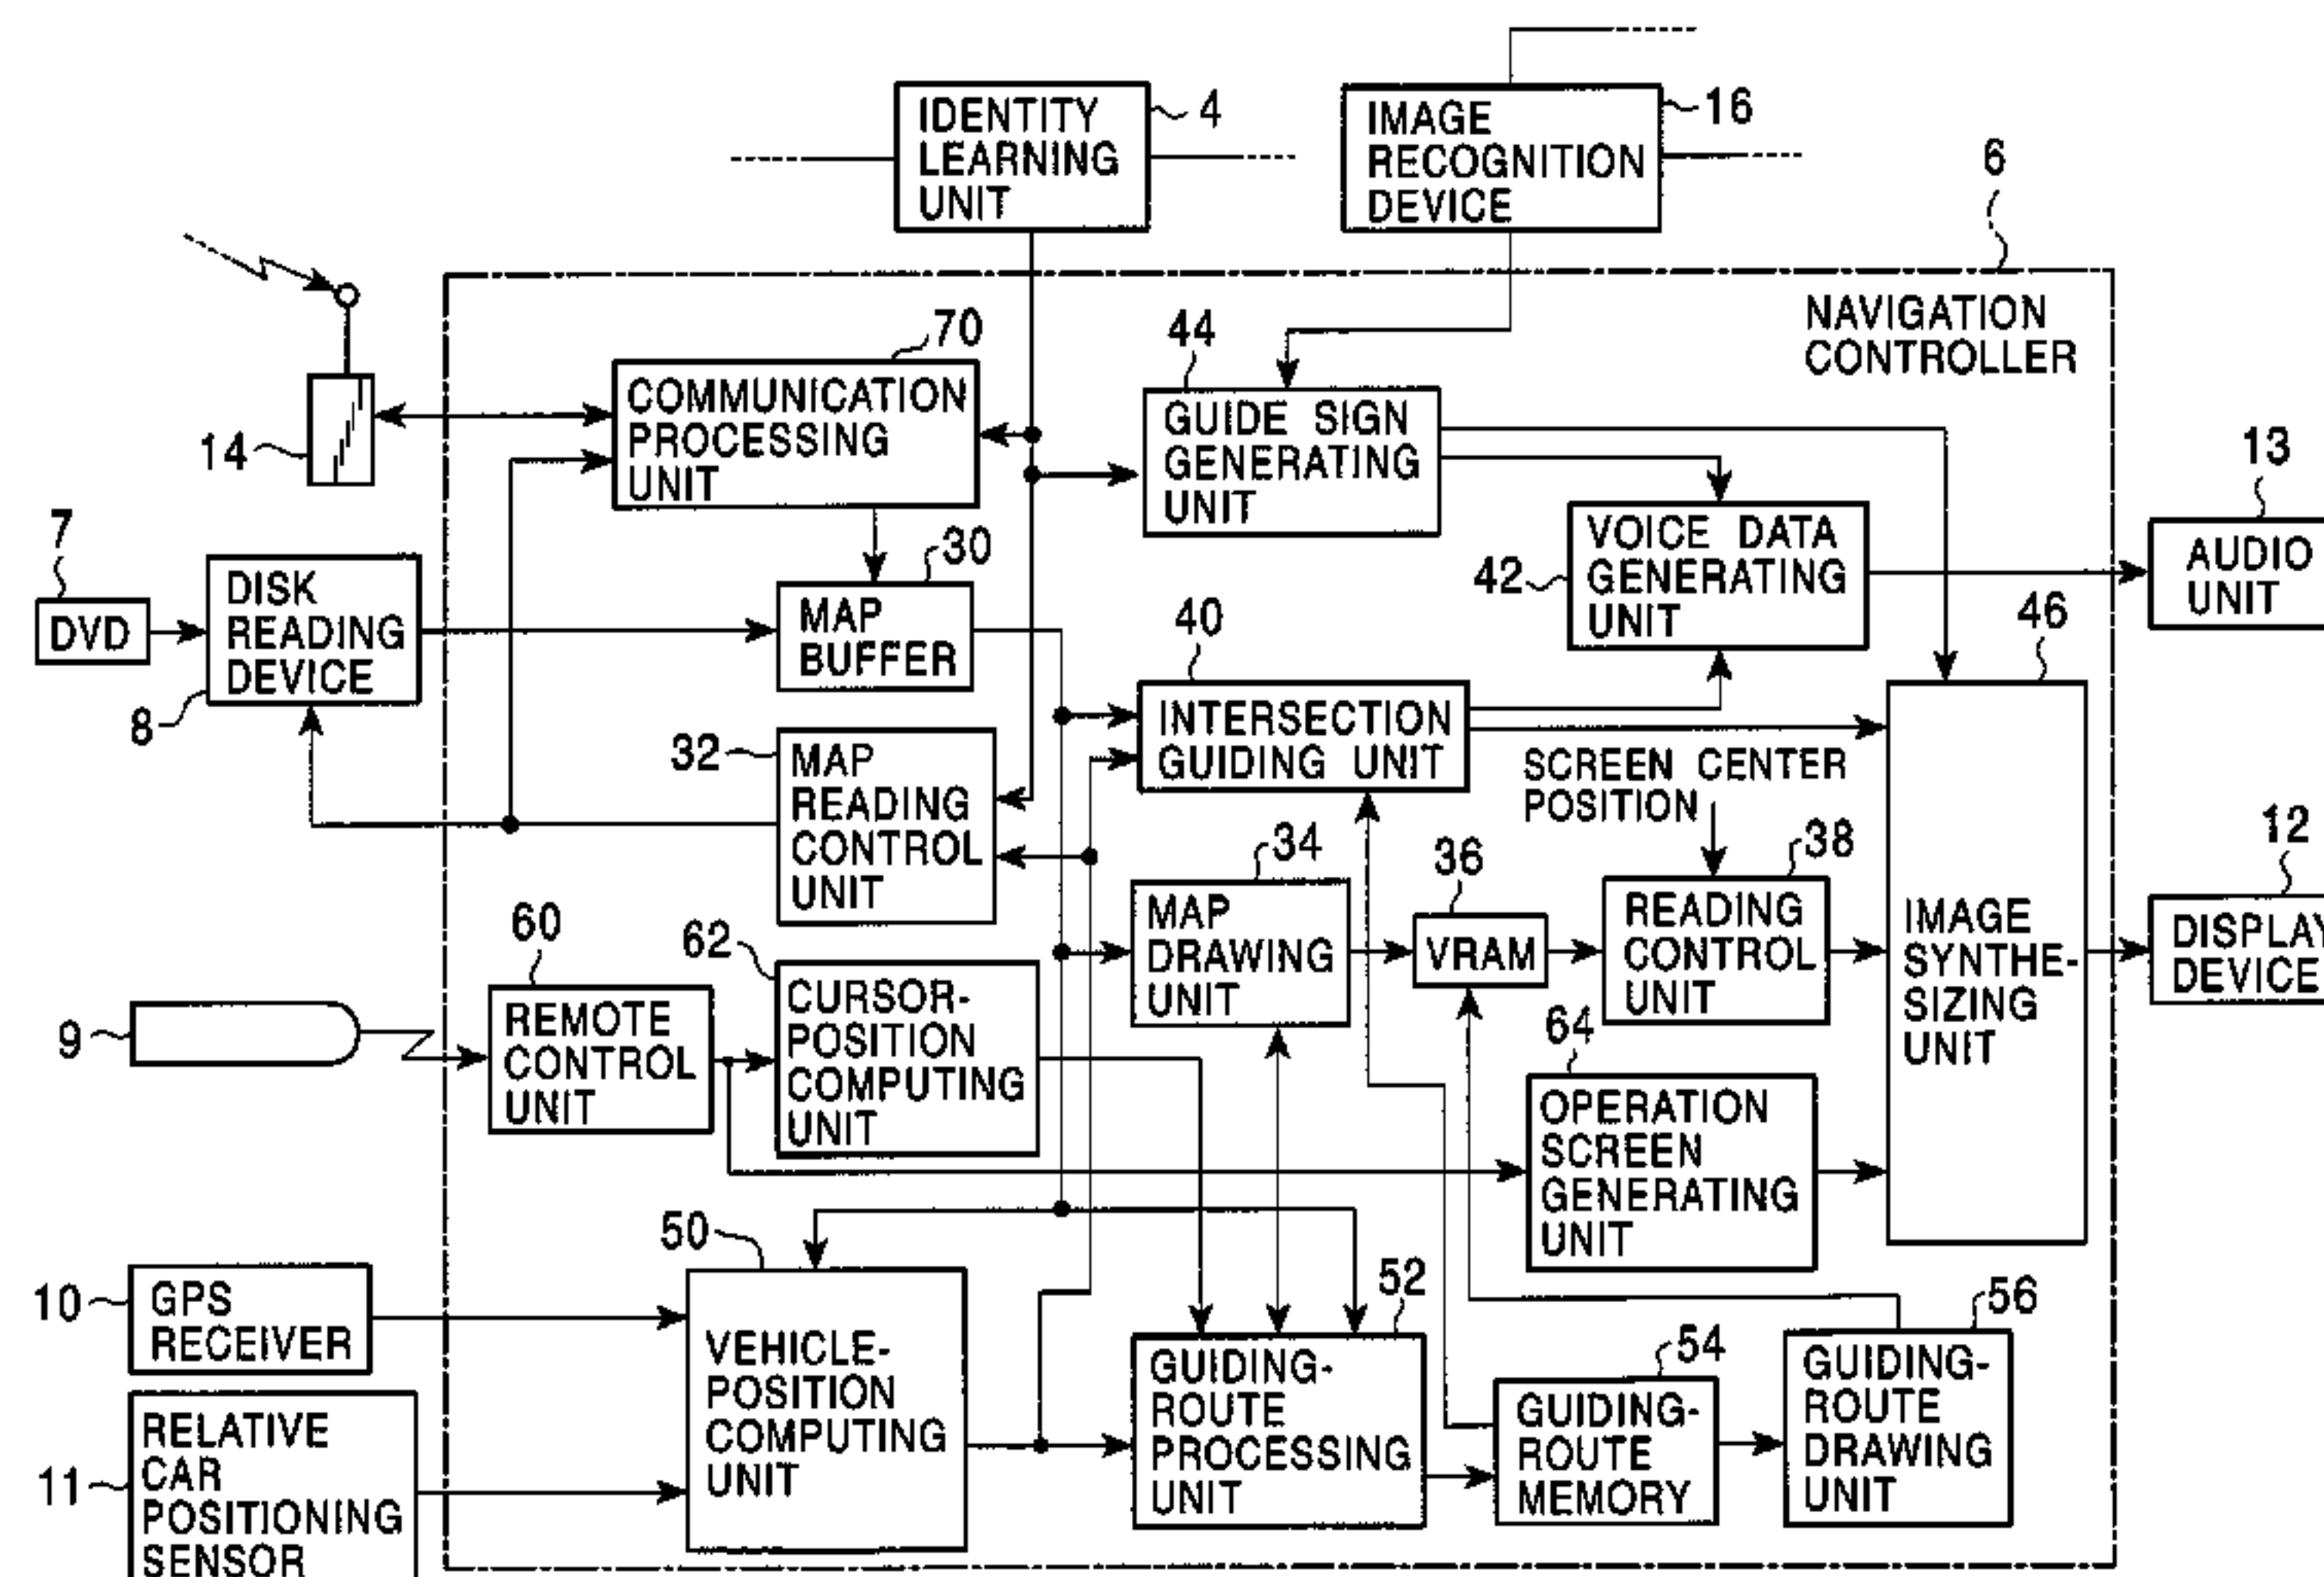 IDENTITY
LEARNING
UNIT
4
IMAGE
RECOGNITION
DEVICE
16
6
NAVIGATION
CONTROLLER
70
COMMUNICATION
PROCESSING
UNIT
14
44
GUIDE SIGN
GENERATING
UNIT
13
AUDIO
UNIT
7
DVD
DISK
READING
DEVICE
8
30
MAP
BUFFER
42
VOICE DATA
GENERATING
UNIT
40
INTERSECTION
GUIDING UNIT
46
IMAGE
SYNTHE-
SIZING
UNIT
32
MAP
READING
CONTROL
UNIT
SCREEN CENTER
POSITION
34
MAP
DRAWING
UNIT
36
VRAM
38
READING
CONTROL
UNIT
12
DISPLAY
DEVICE
9
60
REMOTE
CONTROL
UNIT
62
CURSOR-
POSITION
COMPUTING
UNIT
64
OPERATION
SCREEN
GENERATING
UNIT
10
GPS
RECEIVER
11
RELATIVE
CAR
POSITIONING
SENSOR
50
VEHICLE-
POSITION
COMPUTING
UNIT
52
GUIDING-
ROUTE
PROCESSING
UNIT
54
GUIDING-
ROUTE
MEMORY
56
GUIDING-
ROUTE
DRAWING
UNIT